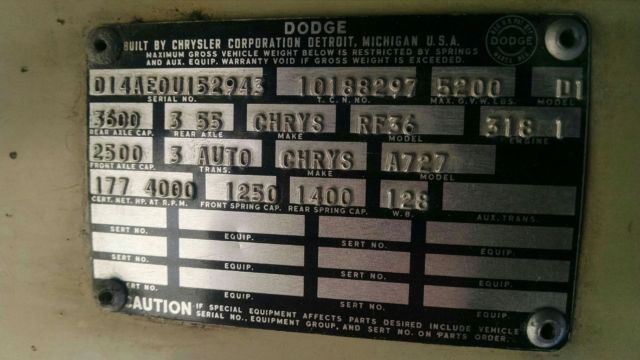 DODGE
BUILT BY CHRYSLER CORPORATION DETROIT, MICHIGAN U.S.A.
MAXIMUM GROSS VEHICLE WEIGHT BELOW IS RESTRICTED BY SPRINGS
AND AUX. EQUIP. WARRANTY VOID IF GROSS WEIGHT IS EXCEEDED.
DODGE
D14AE0U152943 10188297 5200 D1
SERIAL NO. T.C.N.NO. MAX.G.V.W.LBS. MODEL
3600 3 55 CHRYS RF36 318 1
REAR AXLE CAP. REAR AXLE MAKE MODEL ENGINE
2500 3 AUTO CHRYS A727
FRONT AXLE CAP. TRANS. MAKE MODEL
177 4000 1250 1400 128
CERT. NET. HP. AT R.P.M. FRONT SPRING CAP. REAR SPRING CAP. W.B. AUX.TRANS.
SERT NO. EQUIP. SERT NO. EQUIP.
SERT NO. EQUIP. SERT NO. EQUIP.
SERT NO. EQUIP. SERT NO. EQUIP.
CAUTION IF SPECIAL EQUIPMENT AFFECTS PARTS DESIRED INCLUDE VEHICLE
SERIAL NO., EQUIPMENT GROUP, AND SERT NO. ON PARTS ORDER.